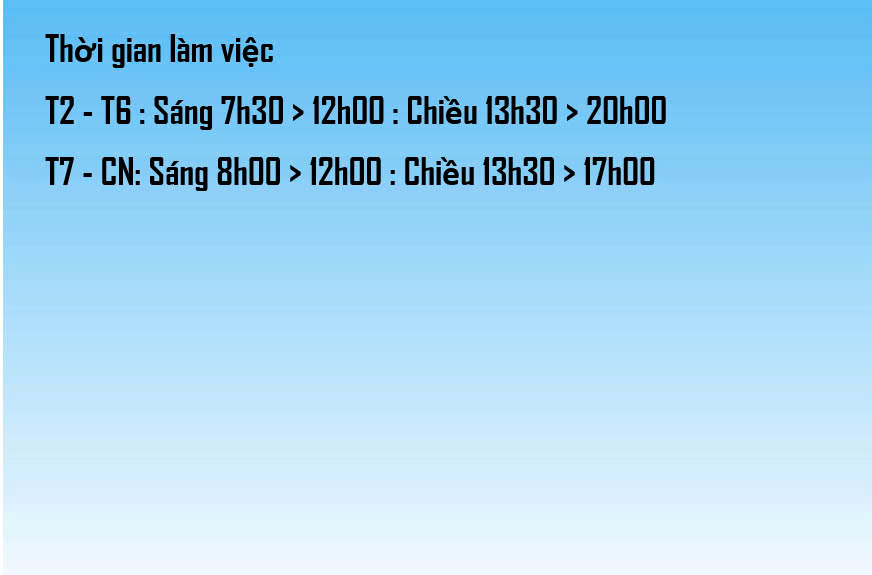 Thời gian làm việc
T2 - T6 : Sáng 7h30 > 12h00 : Chiều 13h30 > 20h00
T7 - CN: Sáng 8h00 > 12h00 : Chiều 13h30 > 17h00